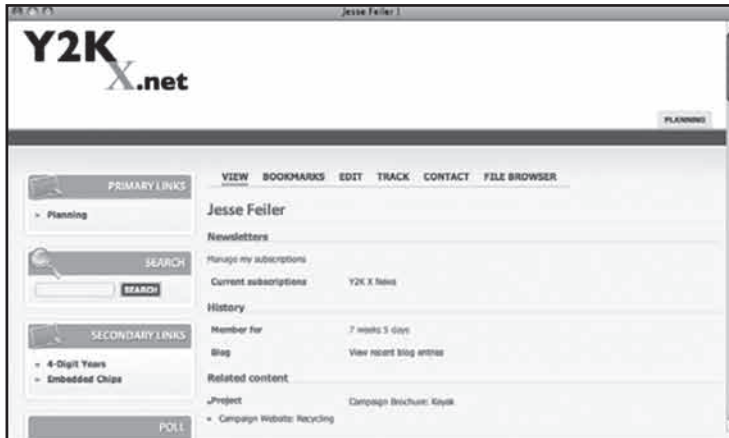 Jesse Feiler |
Y2K
X.net
PLANNING
PRIMARY LINKS
Planning
SEARCH
SEARCH
SECONDARY LINKS
4-Digit Years
Embedded Chips
POLL
VIEW BOOKMARKS EDIT TRACK CONTACT FILE BROWSER
Jesse Feiler
Newsletters
Manage my subscriptions
Current subscriptions Y2K X News
History
Member for 7 weeks 5 days
Blog View recent blog entries
Related content
Project Campaign Brochure: Kayak
Campaign Website: Recycling